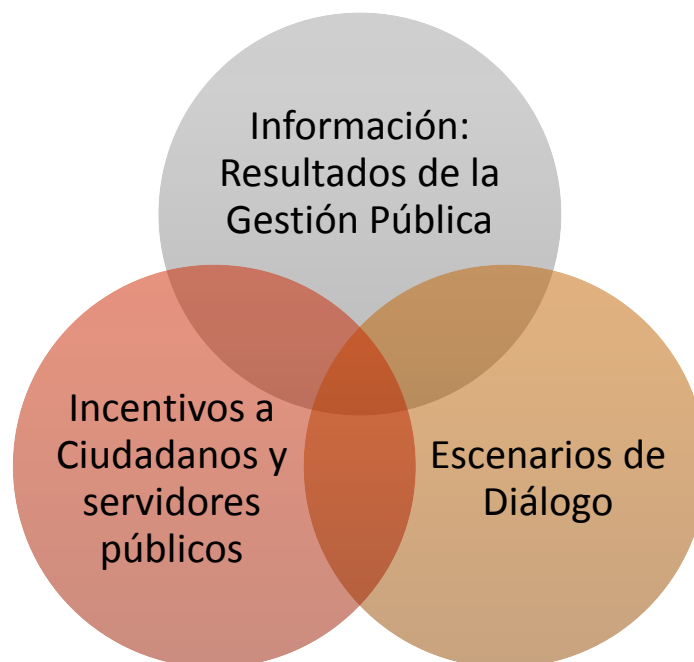 Información:
Resultados de la
Gestión Pública
Incentivos a
Ciudadanos y
servidores
públicos
Escenarios de
Diálogo